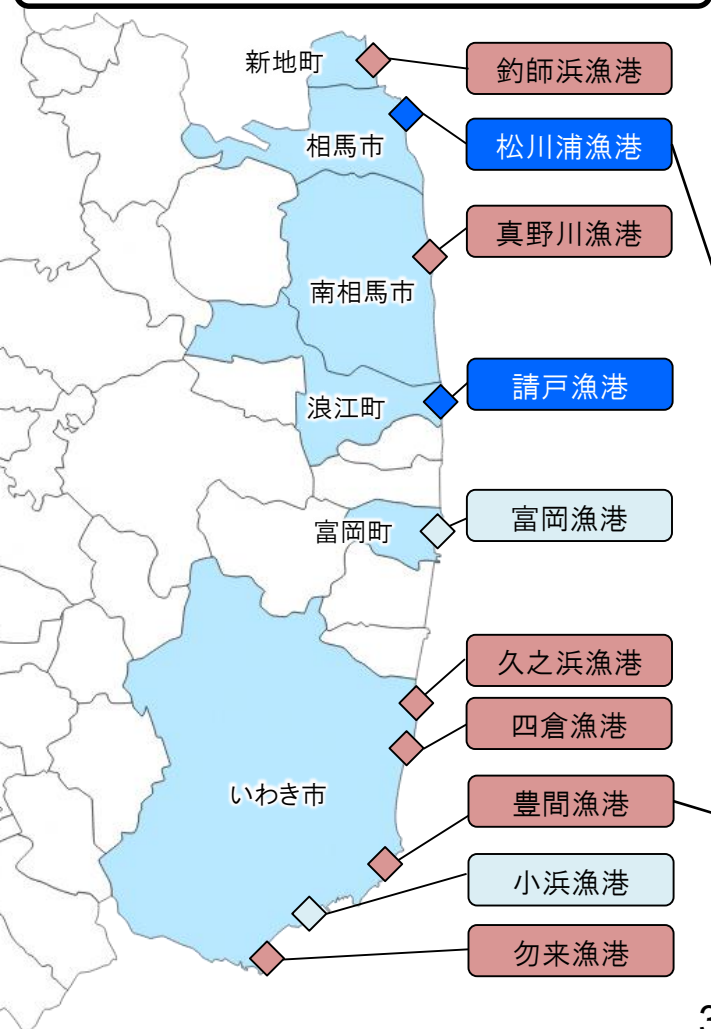 新地町
釣師浜漁港
相馬市
松川浦漁港
真野川漁港
南相馬市
請戸漁港
浪江町
富岡漁港
富岡町
久之浜漁港
四倉漁港
いわき市
豊間漁港
小浜漁港
勿来漁港